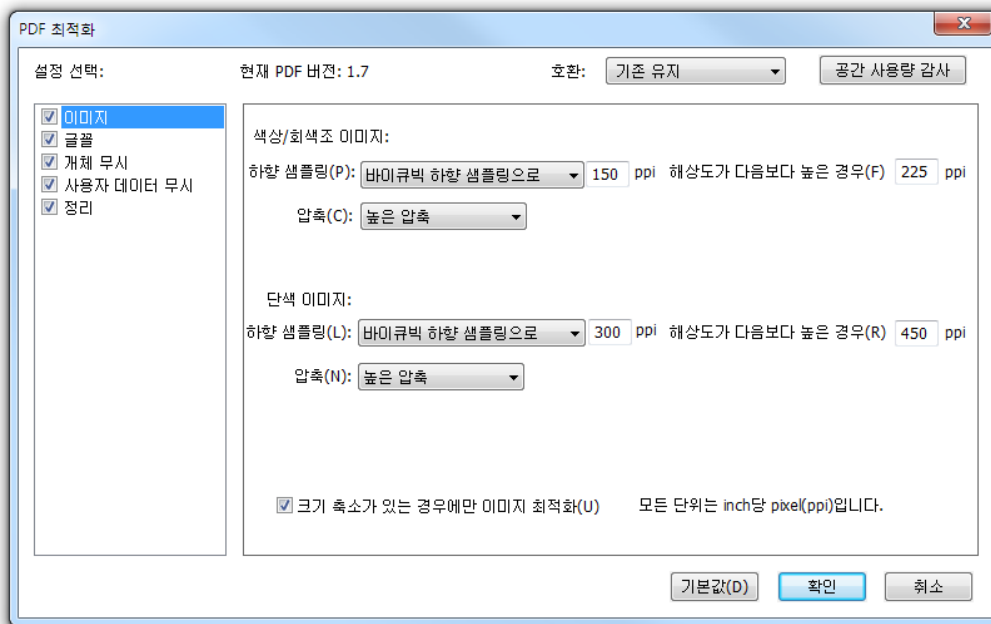 PDF 최적화
설정 선택:
현재 PDF 버전: 1.7
호환: 기존 유지
공간 사용량 감사
이미지
글꼴
개체 무시
사용자 데이터 무시
정리
색상/회색조 이미지:
하향 샘플링(P): 바이큐빅 하향 샘플링으로 150 ppi 해상도가 다음보다 높은 경우(F) 225 ppi
압축(C): 높은 압축
단색 이미지:
하향 샘플링(L): 바이큐빅 하향 샘플링으로 300 ppi 해상도가 다음보다 높은 경우(R) 450 ppi
압축(N): 높은 압축
크기 축소가 있는 경우에만 이미지 최적화(U) 모든 단위는 inch당 pixel(ppi)입니다.
기본값(D) 확인 취소